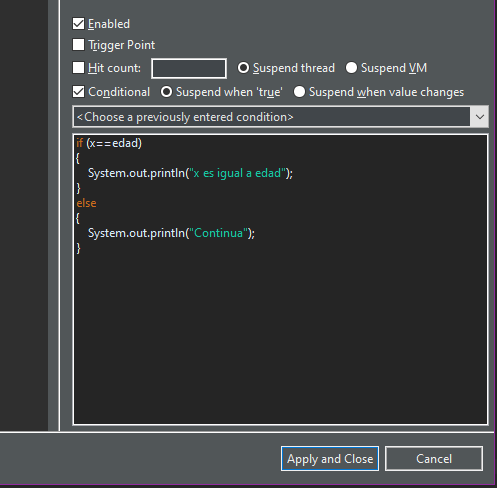 Enabled
Trigger Point
Hit count: Suspend thread Suspend VM
Conditional Suspend when 'true' Suspend when value changes
<Choose a previously entered condition>
if (x==edad)
{
System.out.println("x es igual a edad");
}
else
{
System.out.println("Continua");
}
Apply and Close Cancel